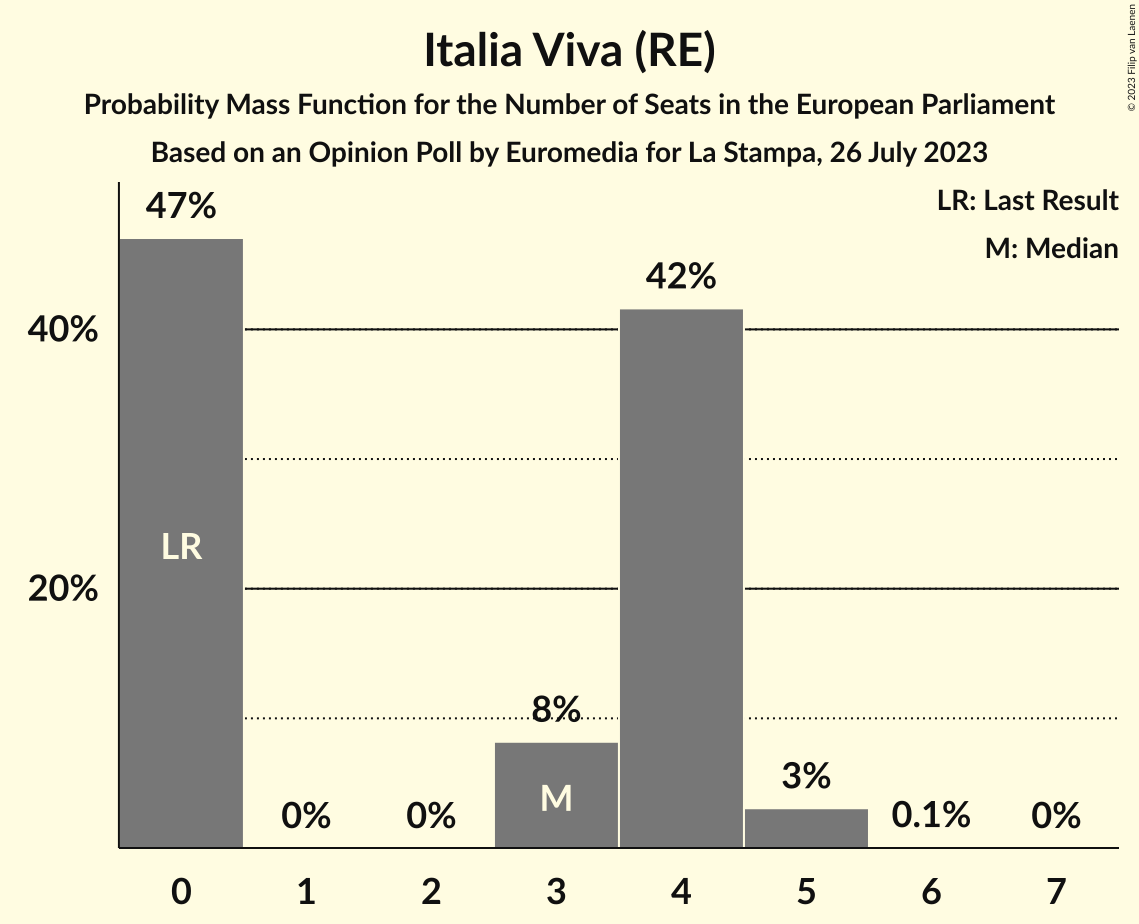 Italia Viva (RE)
Probability Mass Function for the Number of Seats in the European Parliament
Based on an Opinion Poll by Euromedia for La Stampa, 26 July 2023
© 2023 Filip van Laenen
LR: Last Result
M: Median
47%
42%
40%
LR
20%
8%
M
3%
0%
0%
0.1%
0%
0 1 2 3 4 5 6 7